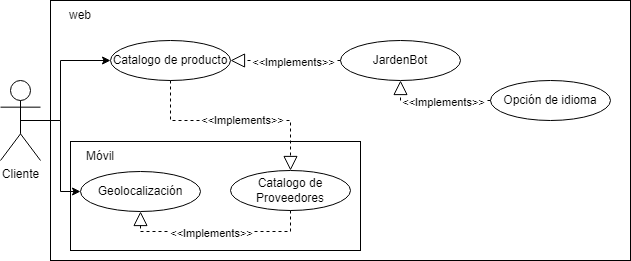 web
Catalogo de producto
<<Implements>>
JardenBot
<<Implements>>
Opción de idioma
<<Implements>>
Cliente
Móvil
Geolocalización
Catalogo de
Proveedores
<<Implements>>